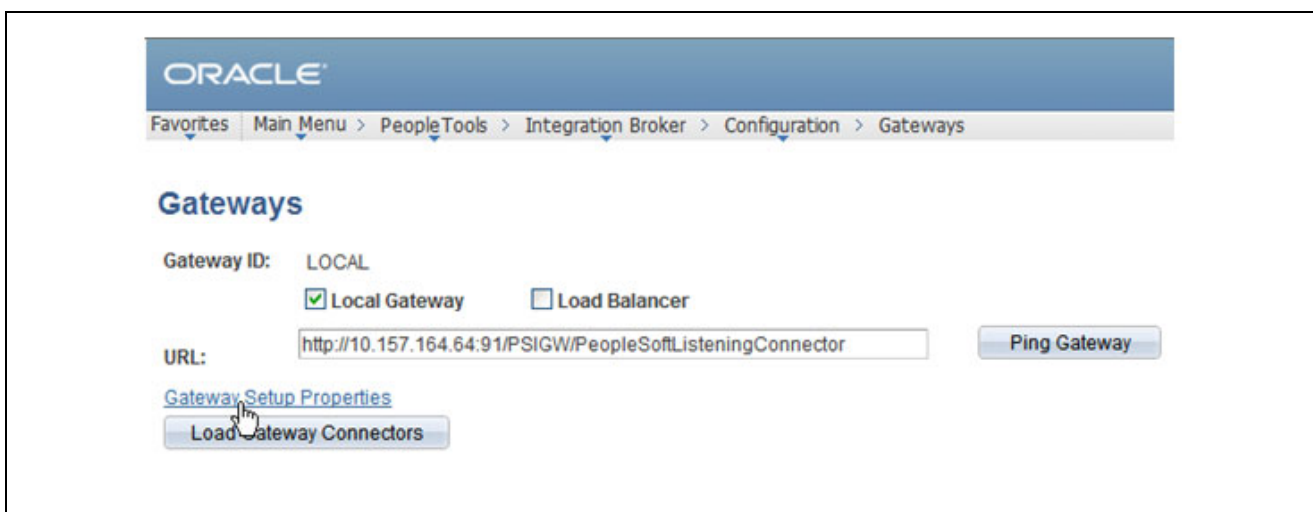 ORACLE
Favorites Main Menu > PeopleTools > Integration Broker > Configuration > Gateways
Gateways
Gateway ID: LOCAL
Local Gateway Load Balancer
URL: http://10.157.164.64:91/PSIGW/PeopleSoftListeningConnector Ping Gateway
Gateway Setup Properties
Load Gateway Connectors